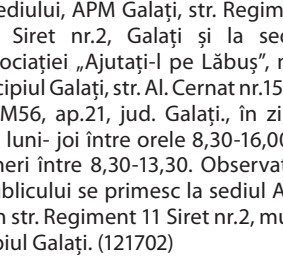 ediului, APM Galați, str. Regim
Siret nr.2, Galați și la sed
ociației „Ajutați-l pe Lăbuș”, m
cipiul Galați, str. Al. Cernat nr.15
M56, ap.21, jud. Galați., în zi
luni- joi între orele 8,30-16,00
neri între 8,30-13,30. Observaț
ublicului se primesc la sediul A
n str. Regiment 11 Siret nr.2, mu
piul Galați. (121702)